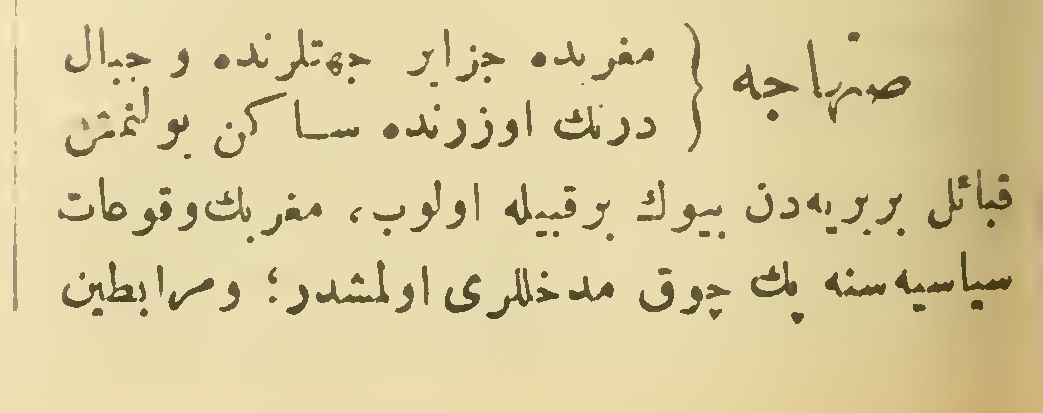 صنهاجه { مغربده جزایر جهتلرنده و جبال
درنك اوزرنده ساكن بولنمش
قبائل بربریه‌دن بیوك برقبیله اولوب، مغربك وقوعات
سیاسیه‌سنه پك چوق مدخللری اولمشدر؛ ومرابطین